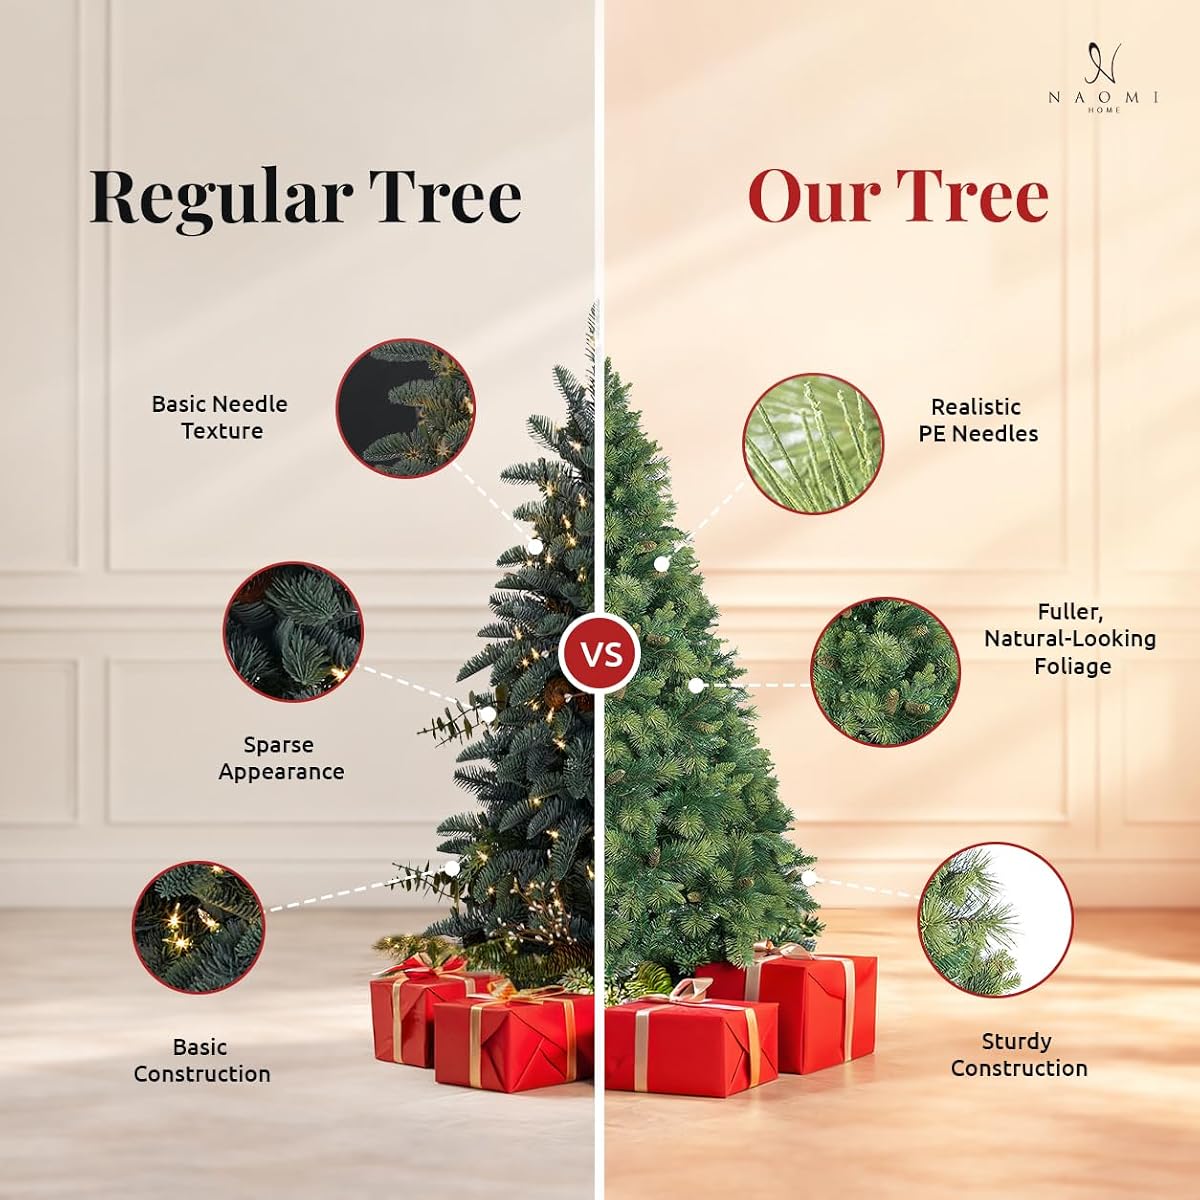 NAOMI
HOME
Regular Tree
Our Tree
Basic Needle
Texture
Realistic
PE Needles
Sparse
Appearance
VS
Fuller,
Natural-Looking
Foliage
Basic
Construction
Sturdy
Construction